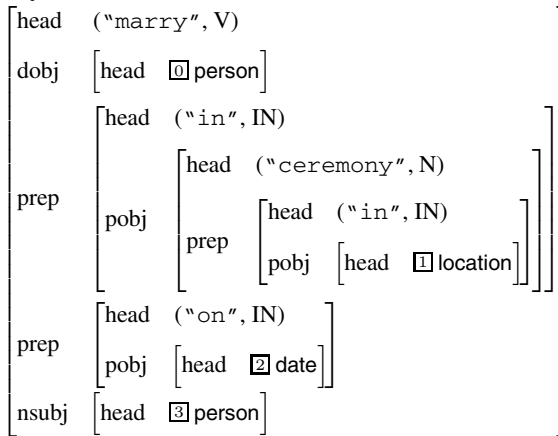 head ("marry", V)
dobj [head 0 person]
head ("in", IN)
head ("ceremony", N)
prep pobj prep head ("in", IN)
pobj [head 1 location]
head ("on", IN)
prep pobj [head 2 date]
nsubj [head 3 person]